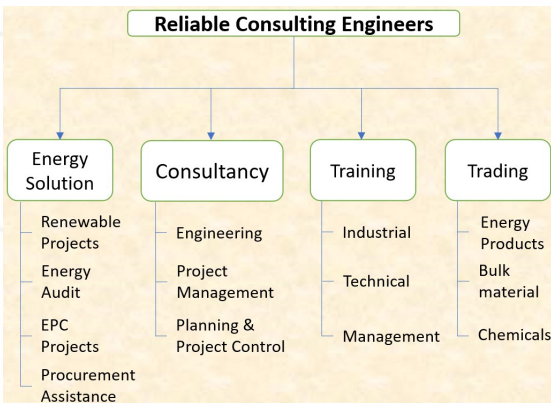 Reliable Consulting Engineers
Energy
Solution
Renewable
Projects
Energy
Audit
EPC
Projects
Procurement
Assistance
Consultancy
Engineering
Project
Management
Planning &
Project Control
Training
Industrial
Technical
Management
Trading
Energy
Products
Bulk
material
Chemicals